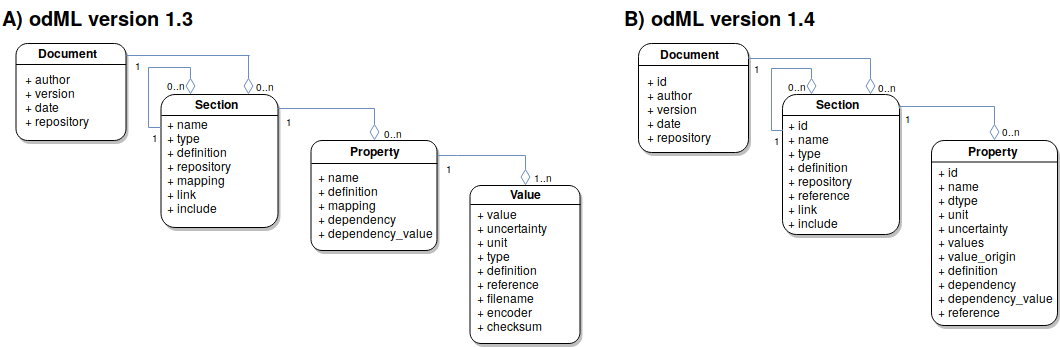 A) odML version 1.3
Document
+ author
+ version
+ date
+ repository
1
0..n
0..n
Section
+ name
+ type
+ definition
+ repository
+ mapping
+ link
+ include
1
1
0..n
Property
+ name
+ definition
+ mapping
+ dependency
+ dependency_value
1
1..n
Value
+ value
+ uncertainty
+ unit
+ type
+ definition
+ reference
+ filename
+ encoder
+ checksum
B) odML version 1.4
Document
+ id
+ author
+ version
+ date
+ repository
1
0..n
0..n
Section
+ id
+ name
+ type
+ definition
+ repository
+ reference
+ link
+ include
1
1
0..n
Property
+ id
+ name
+ dtype
+ unit
+ uncertainty
+ values
+ value_origin
+ definition
+ dependency
+ dependency_value
+ reference